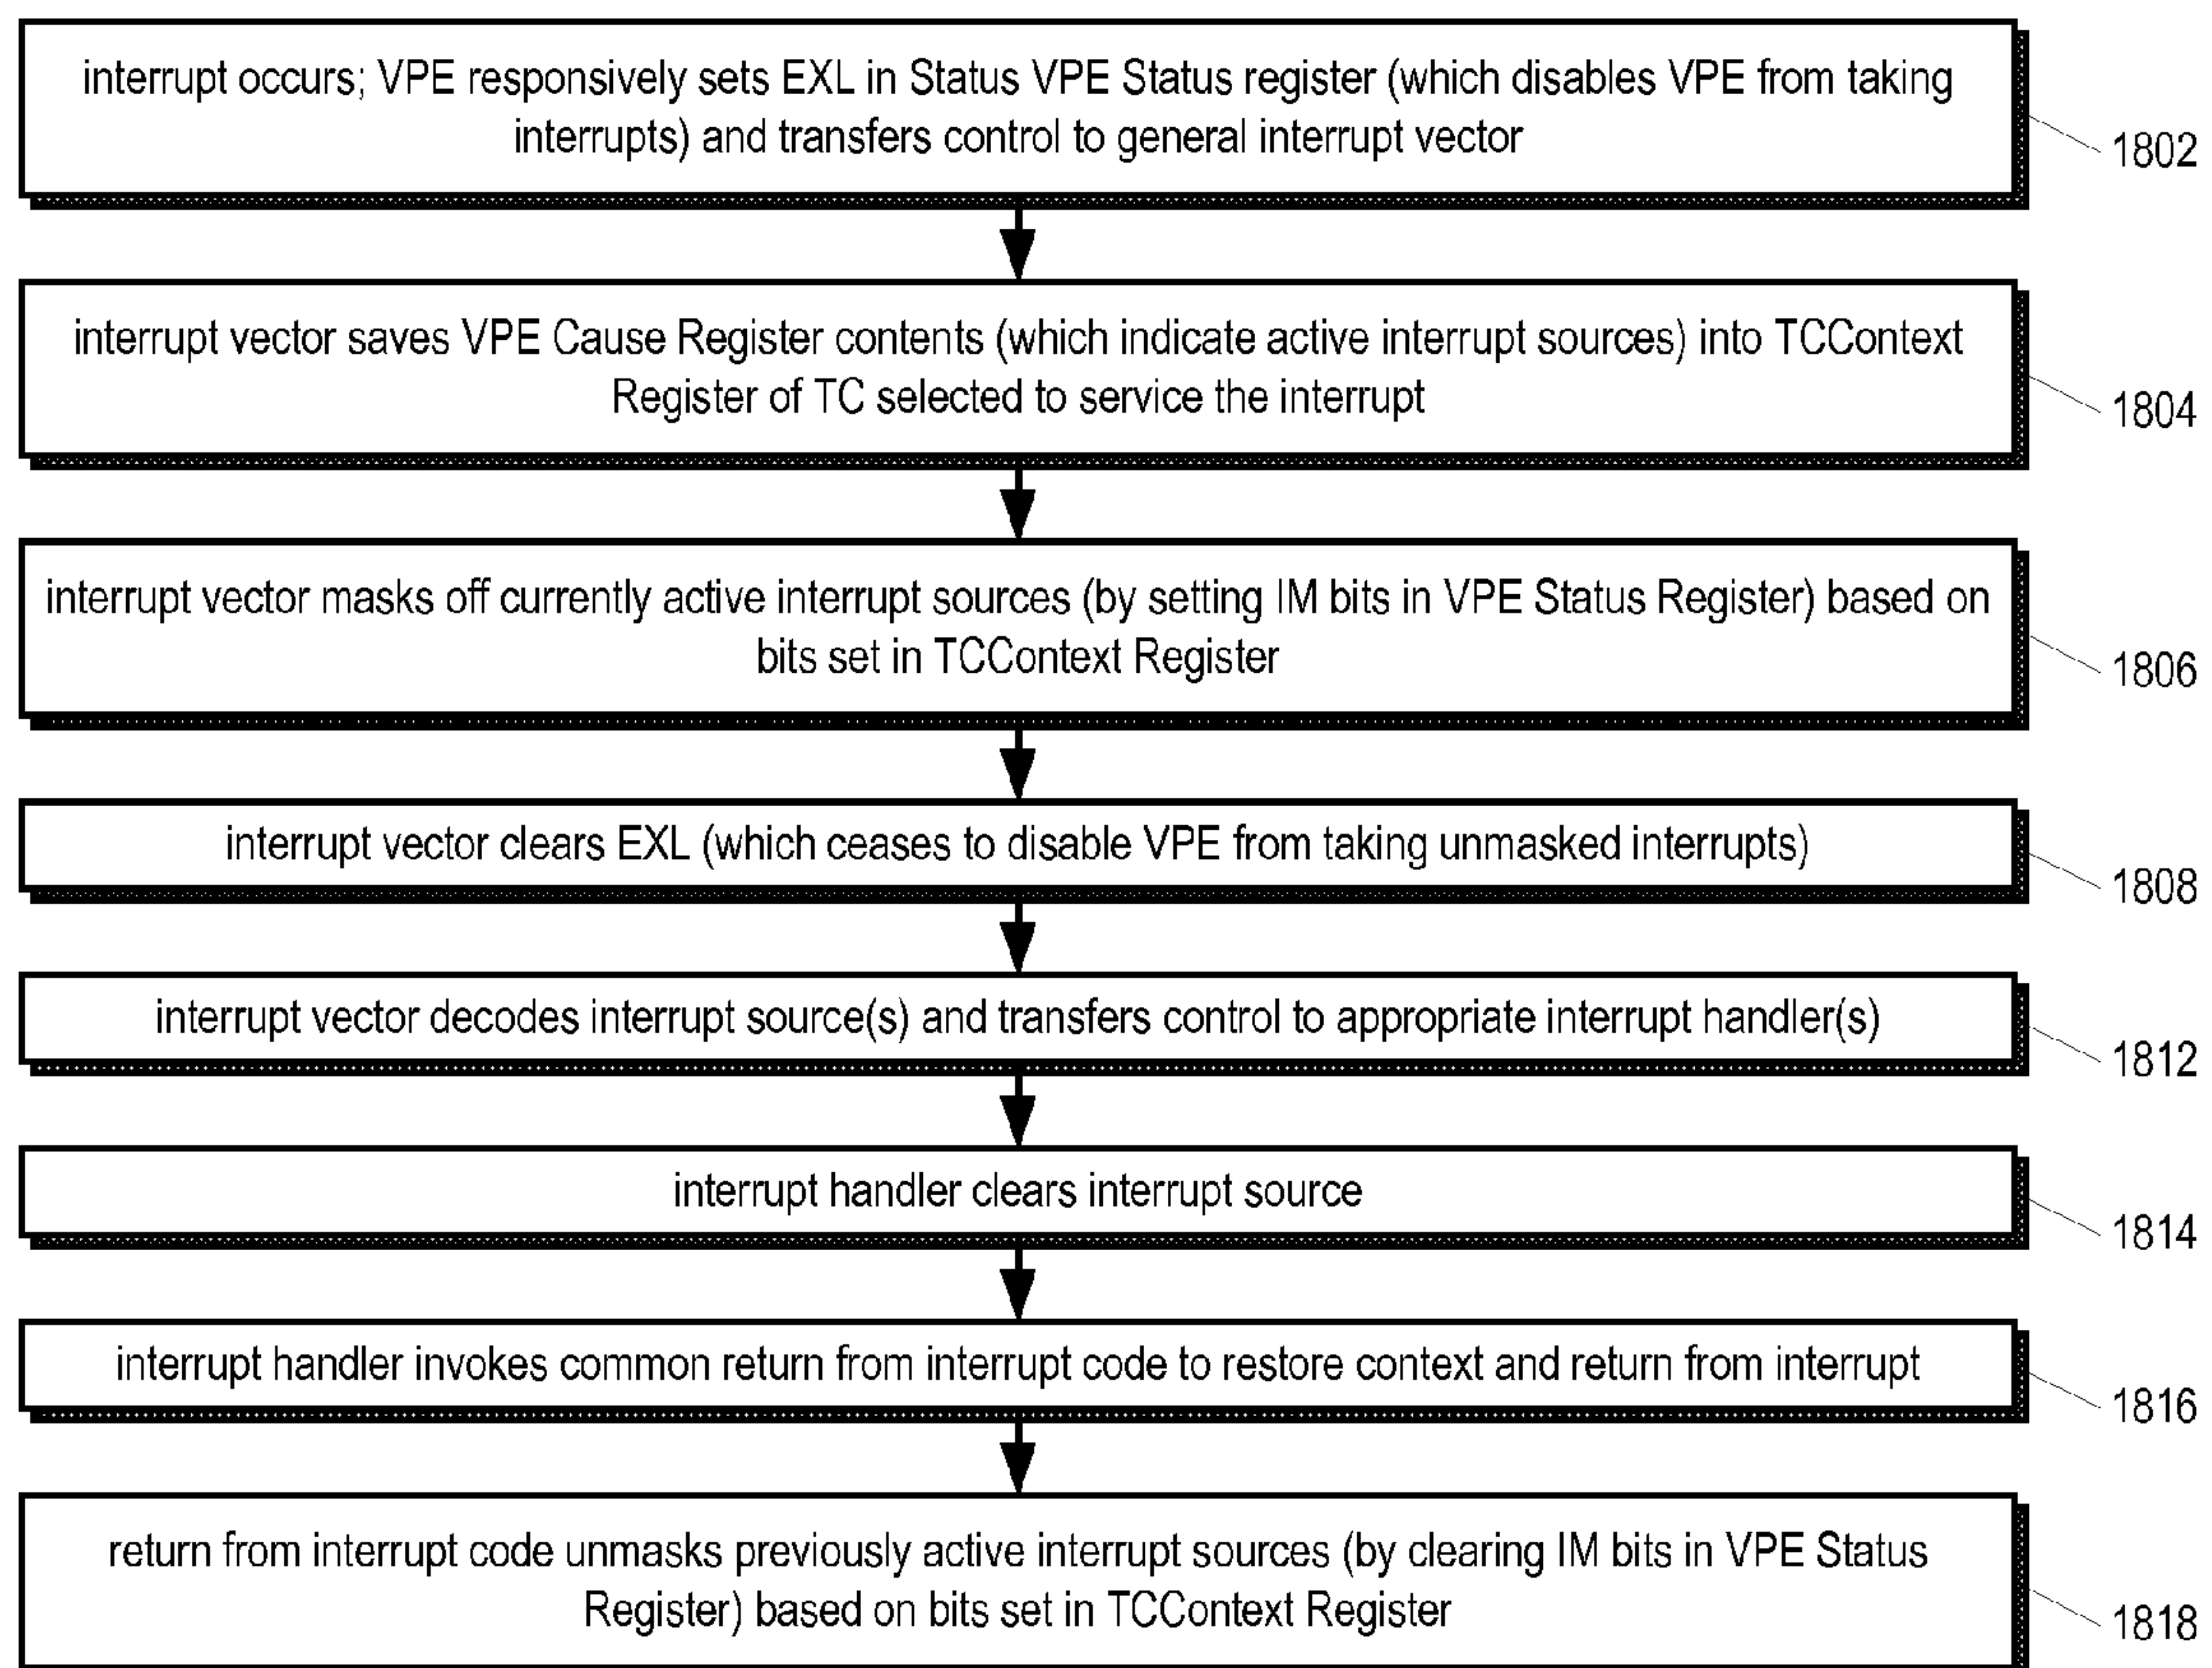 interrupt occurs; VPE responsively sets EXL in Status VPE Status register (which disables VPE from taking
interrupts) and transfers control to general interrupt vector
1802
interrupt vector saves VPE Cause Register contents (which indicate active interrupt sources) into TCContext
Register of TC selected to service the interrupt
1804
interrupt vector masks off currently active interrupt sources (by setting IM bits in VPE Status Register) based on
bits set in TCContext Register
1806
interrupt vector clears EXL (which ceases to disable VPE from taking unmasked interrupts)
1808
interrupt vector decodes interrupt source(s) and transfers control to appropriate interrupt handler(s)
1812
interrupt handler clears interrupt source
1814
interrupt handler invokes common return from interrupt code to restore context and return from interrupt
1816
return from interrupt code unmasks previously active interrupt sources (by clearing IM bits in VPE Status
Register) based on bits set in TCContext Register
1818